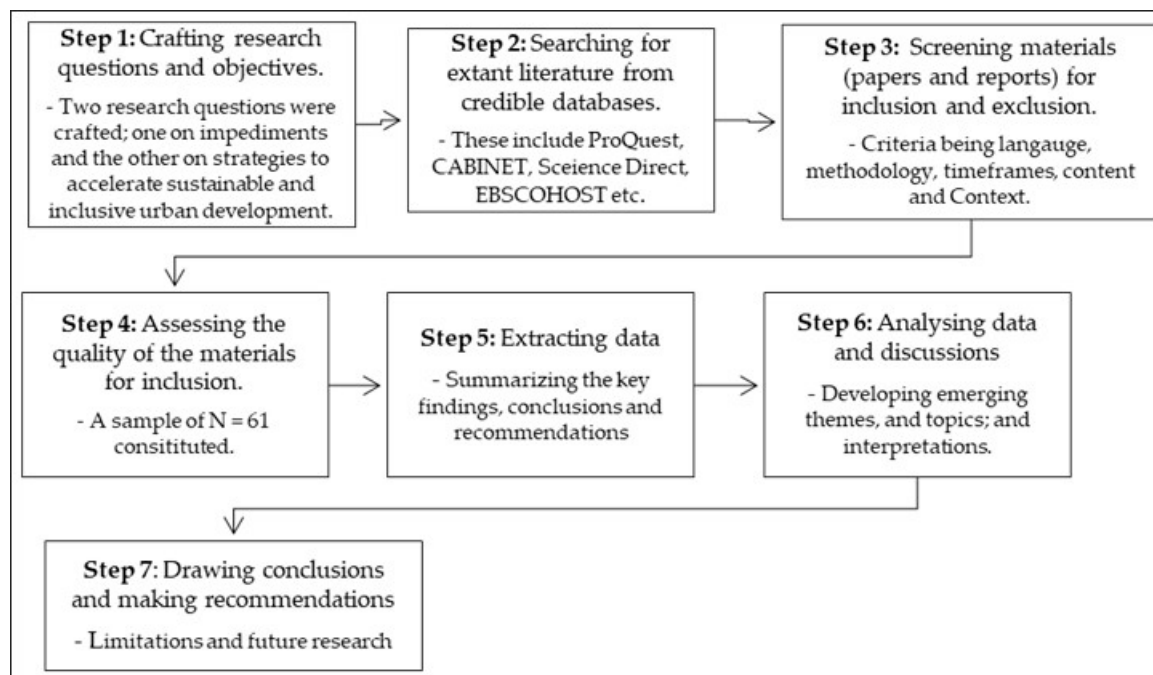 Step 1: Crafting research
questions and objectives.
- Two research questions were
crafted; one on impediments
and the other on strategies to
accelerate sustainable and
inclusive urban development.
Step 2: Searching for
extant literature from
credible databases.
- These include ProQuest,
CABINET, Sceience Direct,
EBSCOHOST etc.
Step 3: Screening materials
(papers and reports) for
inclusion and exclusion.
- Criteria being langauge,
methodology, timeframes, content
and Context.
Step 4: Assessing the
quality of the materials
for inclusion.
- A sample of N = 61
consitituted.
Step 5: Extracting data
- Summarizing the key
findings, conclusions and
recommendations
Step 6: Analysing data
and discussions
- Developing emerging
themes, and topics; and
interpretations.
Step 7: Drawing conclusions
and making recommendations
- Limitations and future research